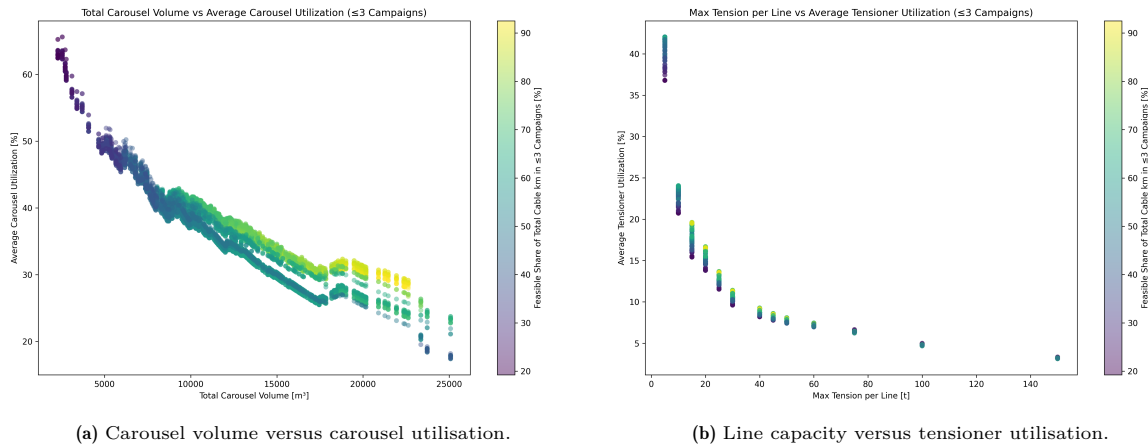 Total Carousel Volume vs Average Carousel Utilization (≤3 Campaigns)
Average Carousel Utilization [%]
60
50
40
30
20
5000 10000 15000 20000 25000
Total Carousel Volume [m³]
90
80
70
60
50
40
30
20
Feasible Share of Total Cable km in ≤3 Campaigns [%]
(a) Carousel volume versus carousel utilisation.
Max Tension per Line vs Average Tensioner Utilization (≤3 Campaigns)
Average Tensioner Utilization [%]
40
35
30
25
20
15
10
5
0 20 40 60 80 100 120 140
Max Tension per Line [t]
90
80
70
60
50
40
30
20
Feasible Share of Total Cable km in ≤3 Campaigns [%]
(b) Line capacity versus tensioner utilisation.